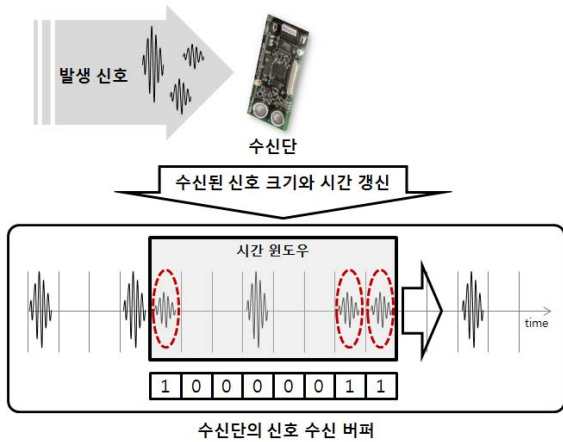 발생 신호
수신단
수신된 신호 크기와 시간 갱신
시간 윈도우
time
1 0 0 0 0 0 1 1
수신단의 신호 수신 버퍼